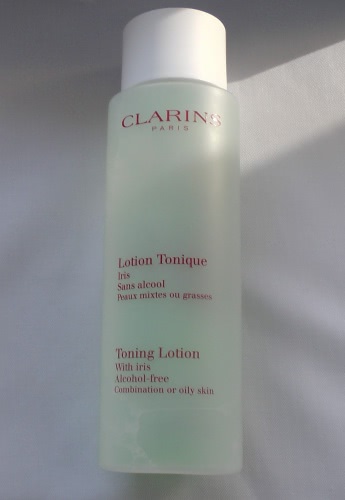 CLARINS
PARIS
Lotion Tonique
Iris
Sans alcool
Peaux mixtes ou grasses
Toning Lotion
With iris
Alcohol-free
Combination or oily skin